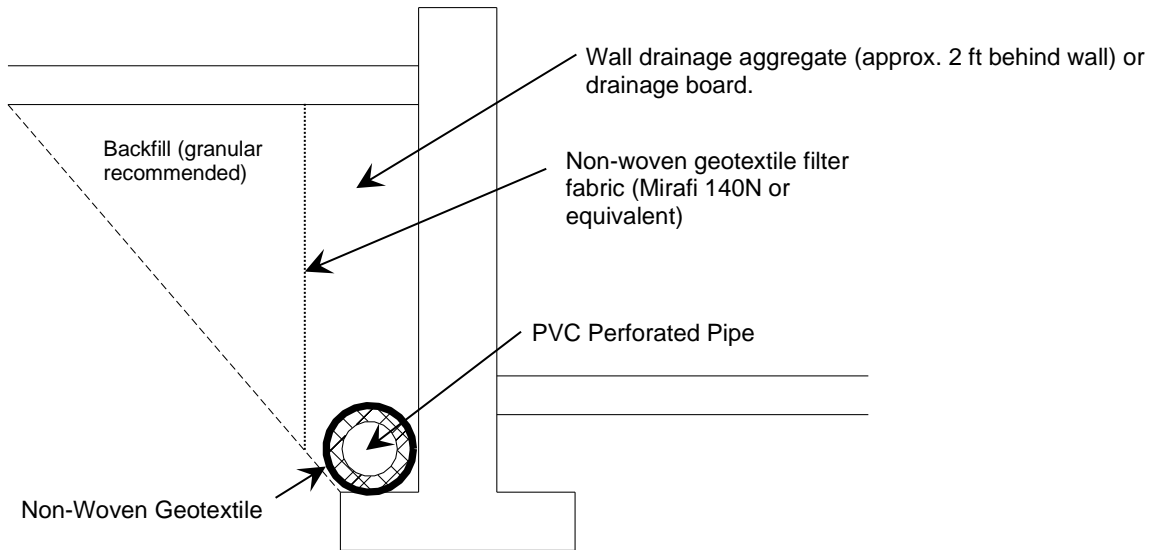 Wall drainage aggregate (approx. 2 ft behind wall) or
drainage board.
Backfill (granular
recommended)
Non-woven geotextile filter
fabric (Mirafi 140N or
equivalent)
PVC Perforated Pipe
Non-Woven Geotextile